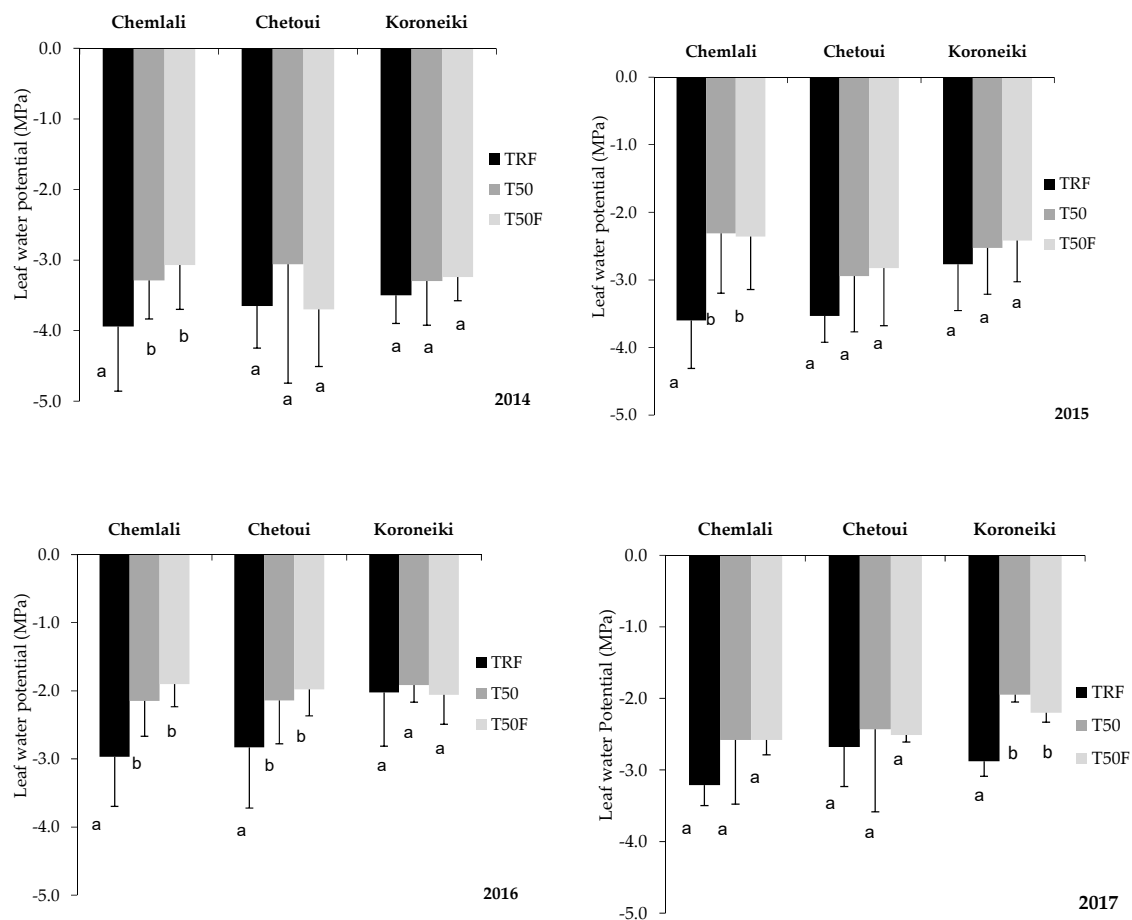 Chemlali Chetoui Koroneiki
0.0
-1.0
-2.0
-3.0
-4.0
-5.0
Leaf water potential (MPa)
TRF
T50
T50F
a b b a a a a a a
2014
Chemlali Chetoui Koroneiki
0.0
-1.0
-2.0
-3.0
-4.0
-5.0
Leaf water potential (MPa)
TRF
T50
T50F
a b b a a a a a a
2015
Chemlali Chetoui Koroneiki
0.0
-1.0
-2.0
-3.0
-4.0
-5.0
Leaf water potential (MPa)
TRF
T50
T50F
a b b a b b a a a
2016
Chemlali Chetoui Koroneiki
0.0
-1.0
-2.0
-3.0
-4.0
-5.0
Leaf water Potential (MPa)
TRF
T50
T50F
a a a a a a a b b
2017